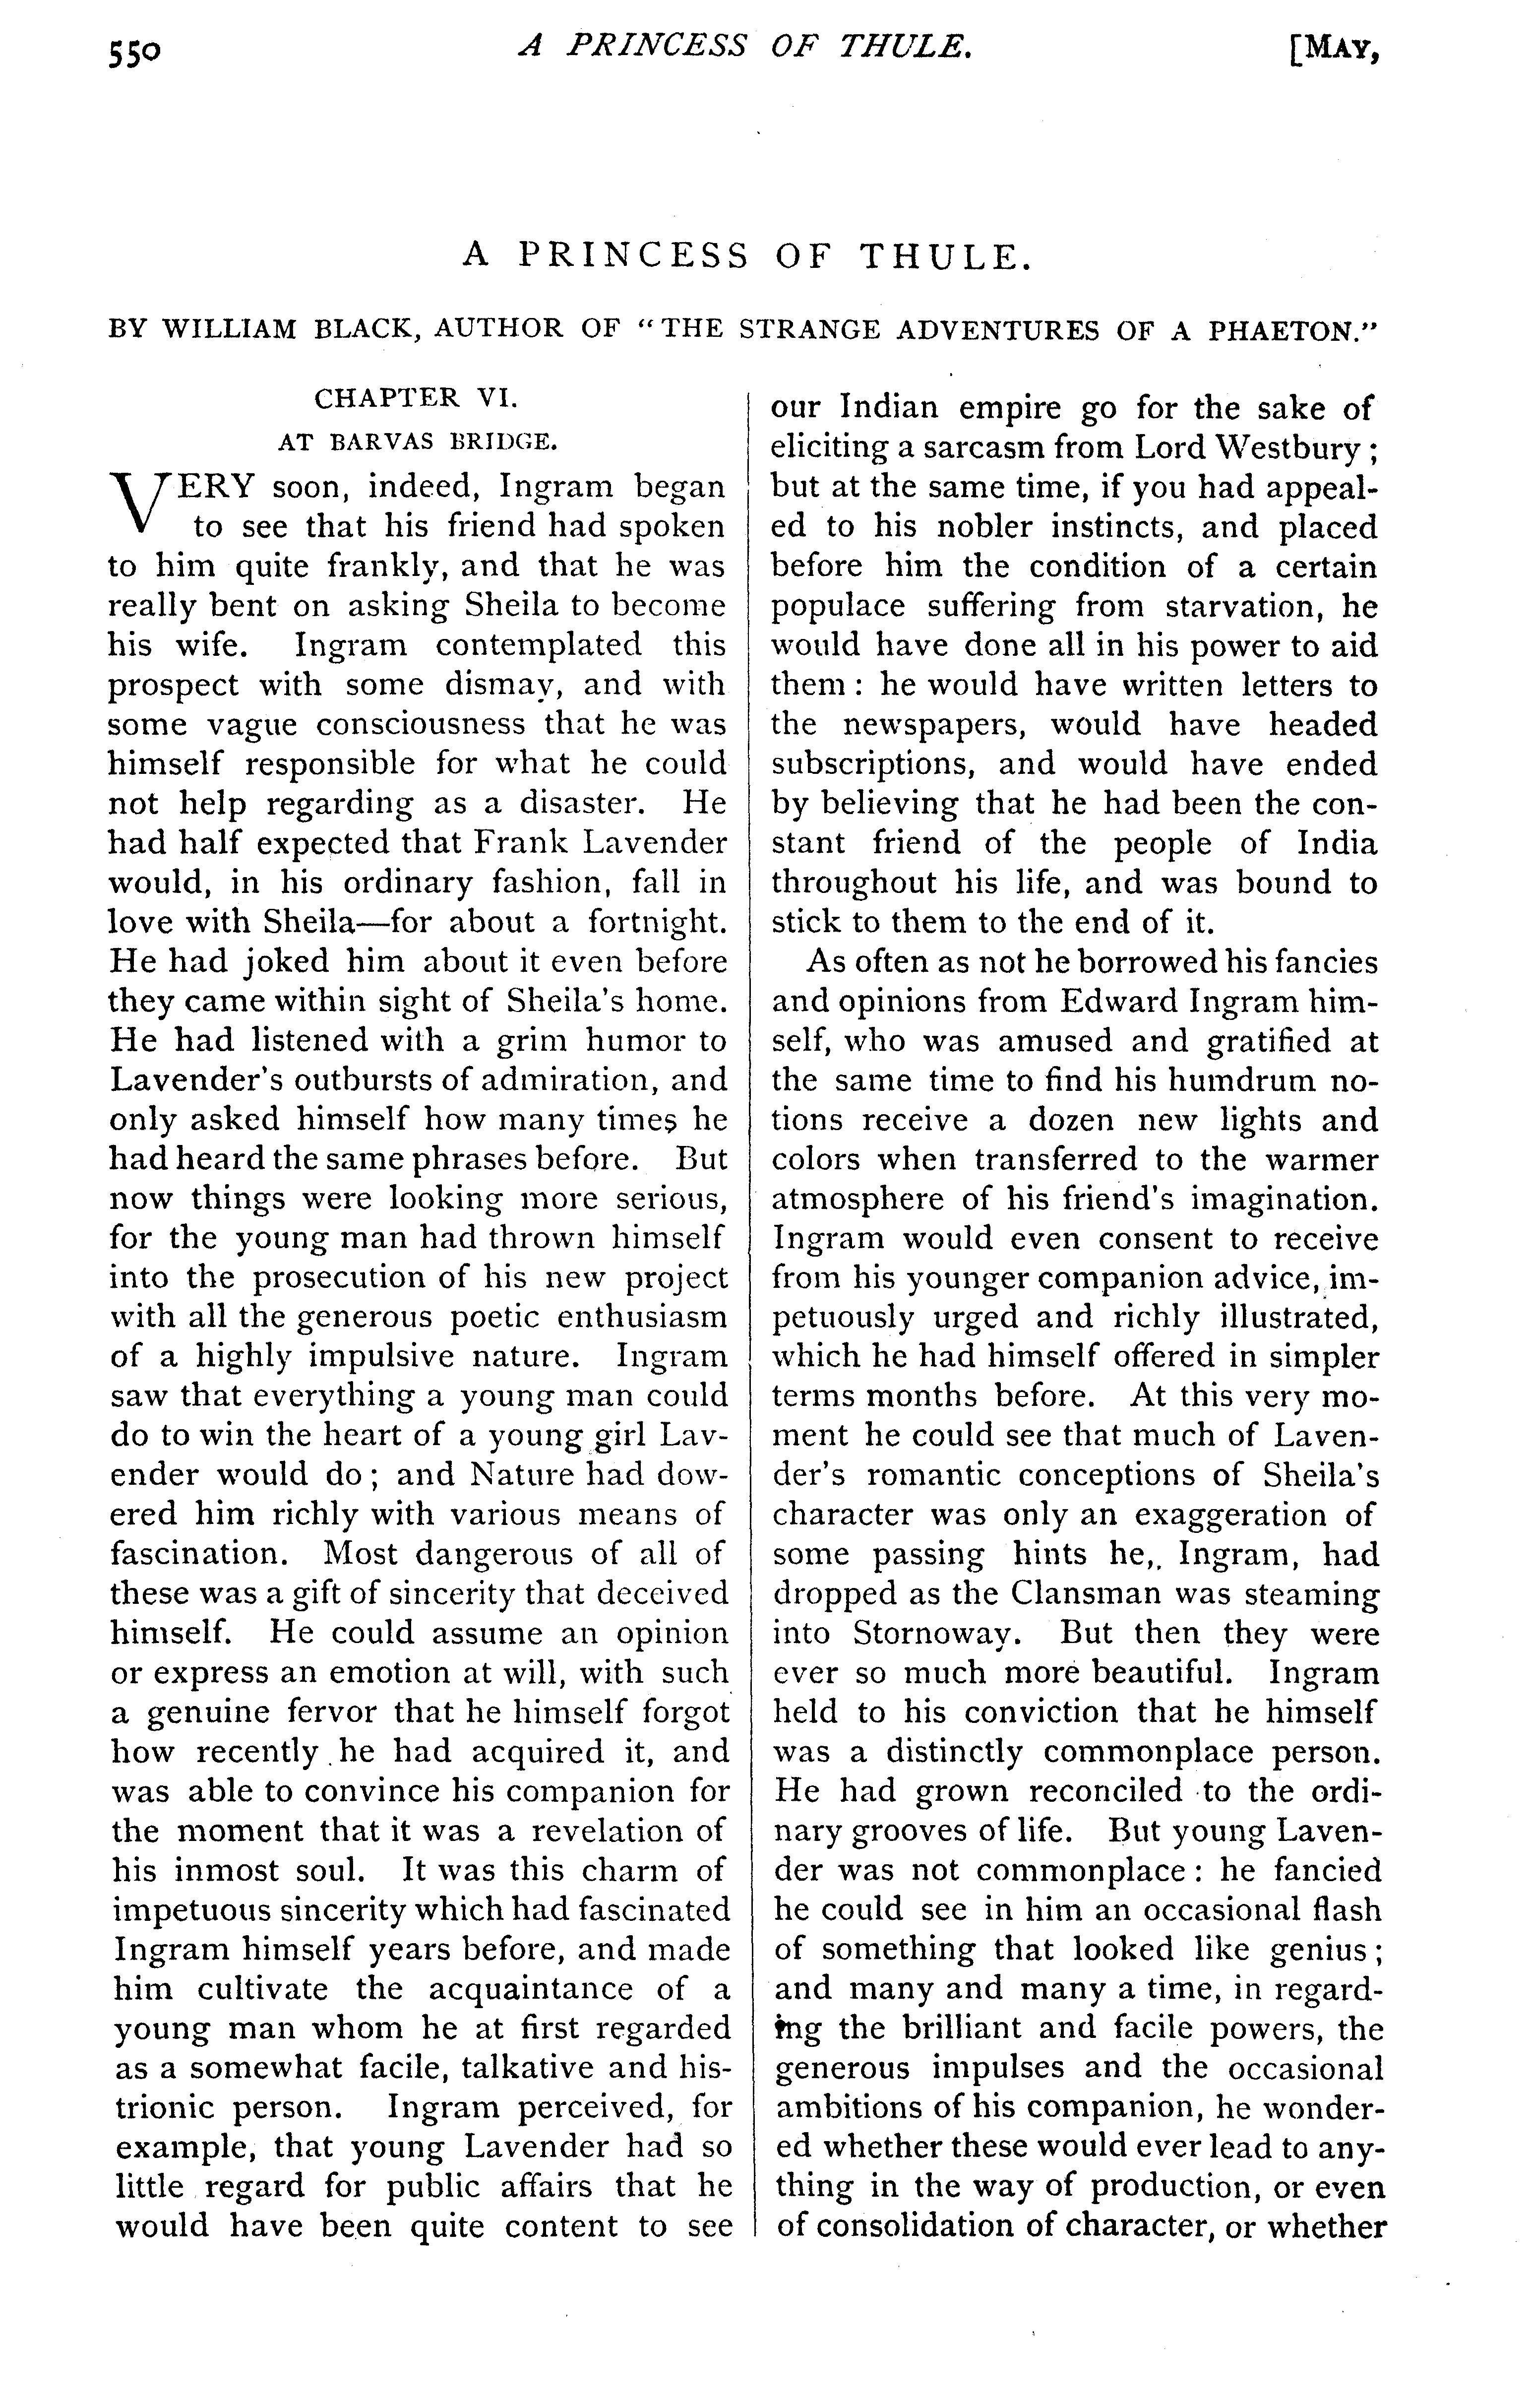 550
A PRINCESS OF THULE.
[MAY,
A PRINCESS OF THULE.
BY WILLIAM BLACK, AUTHOR OF "THE STRANGE ADVENTURES OF A PHAETON."
CHAPTER VI.
AT BARVAS BRIDGE.
VERY soon, indeed, Ingram began
to see that his friend had spoken
to him quite frankly, and that he was
really bent on asking Sheila to become
his wife. Ingram contemplated this
prospect with some dismay, and with
some vague consciousness that he was
himself responsible for what he could
not help regarding as a disaster. He
had half expected that Frank Lavender
would, in his ordinary fashion, fall in
love with Sheila—for about a fortnight.
He had joked him about it even before
they came within sight of Sheila's home.
He had listened with a grim humor to
Lavender's outbursts of admiration, and
only asked himself how many times he
had heard the same phrases before. But
now things were looking more serious,
for the young man had thrown himself
into the prosecution of his new project
with all the generous poetic enthusiasm
of a highly impulsive nature. Ingram
saw that everything a young man could
do to win the heart of a young girl Lav-
ender would do ; and Nature had dow-
ered him richly with various means of
fascination. Most dangerous of all of
these was a gift of sincerity that deceived
himself. He could assume an opinion
or express an emotion at will, with such
a genuine fervor that he himself forgot
how recently he had acquired it, and
was able to convince his companion for
the moment that it was a revelation of
his inmost soul. It was this charm of
impetuous sincerity which had fascinated
Ingram himself years before, and made
him cultivate the acquaintance of a
young man whom he at first regarded
as a somewhat facile, talkative and his-
trionic person. Ingram perceived, for
example, that young Lavender had so
little regard for public affairs that he
would have been quite content to see
our Indian empire go for the sake of
eliciting a sarcasm from Lord Westbury ;
but at the same time, if you had appeal-
ed to his nobler instincts, and placed
before him the condition of a certain
populace suffering from starvation, he
would have done all in his power to aid
them : he would have written letters to
the newspapers, would have headed
subscriptions, and would have ended
by believing that he had been the con-
stant friend of the people of India
throughout his life, and was bound to
stick to them to the end of it.
As often as not he borrowed his fancies
and opinions from Edward Ingram him-
self, who was amused and gratified at
the same time to find his humdrum no-
tions receive a dozen new lights and
colors when transferred to the warmer
atmosphere of his friend's imagination.
Ingram would even consent to receive
from his younger companion advice, im-
petuously urged and richly illustrated,
which he had himself offered in simpler
terms months before. At this very mo-
ment he could see that much of Laven-
der's romantic conceptions of Sheila's
character was only an exaggeration of
some passing hints he, Ingram, had
dropped as the Clansman was steaming
into Stornoway. But then they were
ever so much more beautiful. Ingram
held to his conviction that he himself
was a distinctly commonplace person.
He had grown reconciled to the ordi-
nary grooves of life. But young Laven-
der was not commonplace : he fancied
he could see in him an occasional flash
of something that looked like genius ;
and many and many a time, in regard-
ing the brilliant and facile powers, the
generous impulses and the occasional
ambitions of his companion, he wonder-
ed whether these would ever lead to any-
thing in the way of production, or even
of consolidation of character, or whether